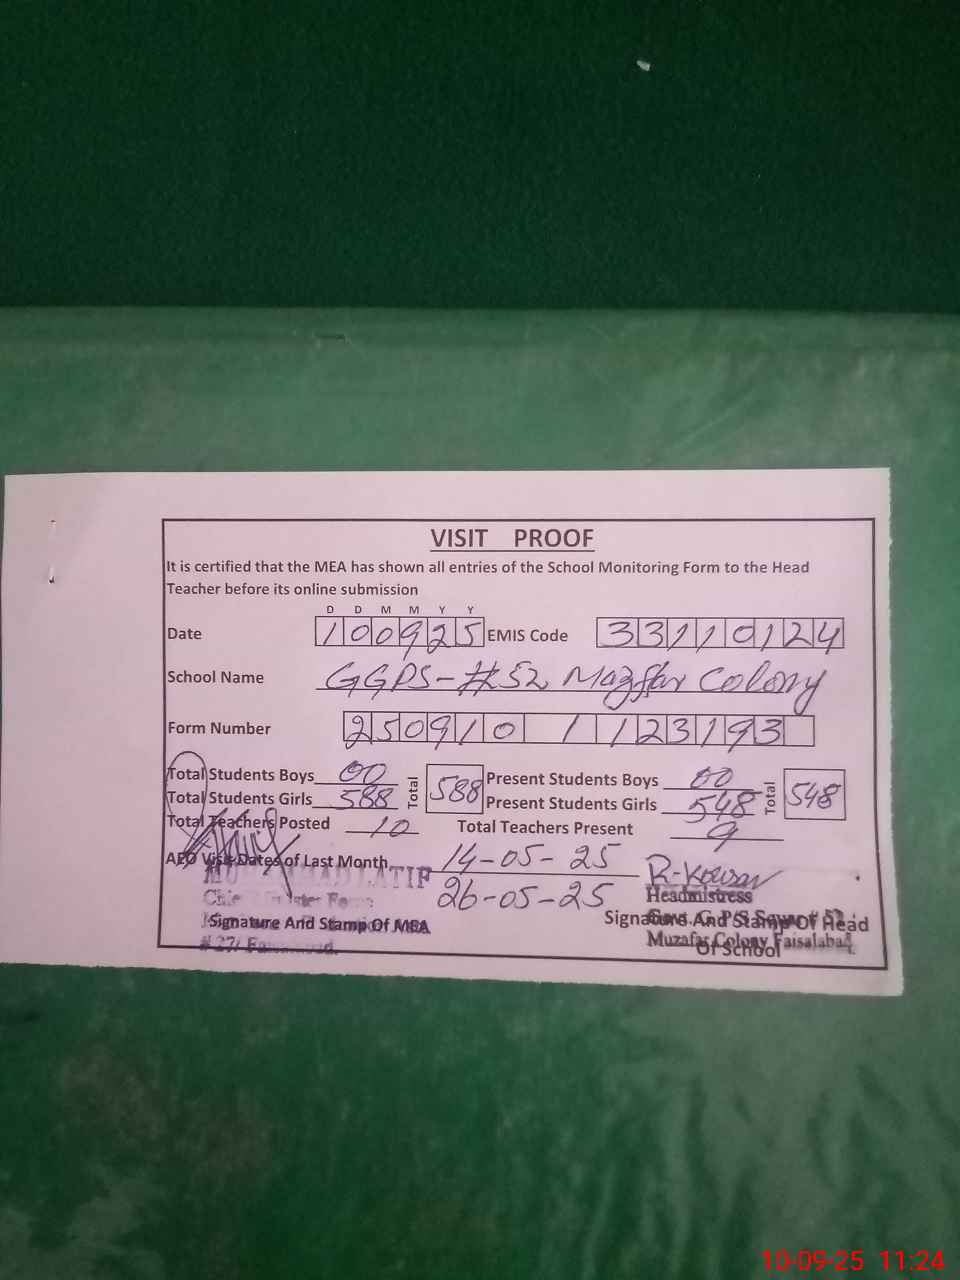 VISIT PROOF
It is certified that the MEA has shown all entries of the School Monitoring Form to the Head
Teacher before its online submission
D D M M Y Y
Date 100925 EMIS Code 33110124
School Name GGPS-#52 Mazffar Colony
Form Number 250910 / 123193
Total Students Boys 00 Total 588 Present Students Boys 00 Total 548
Total Students Girls 588 Present Students Girls 548
Total Teachers Posted 10 Total Teachers Present 9
AEO Visit Dates of Last Month 14-05-25
26-05-25
R-Kowsar
MUHAMMAD LATIF
Headmistress
Signature And Stamp Of MEA
Signature And Stamp Of Head
Of School
Muzafar Colony Faisalabad.
10-09-25 11:24